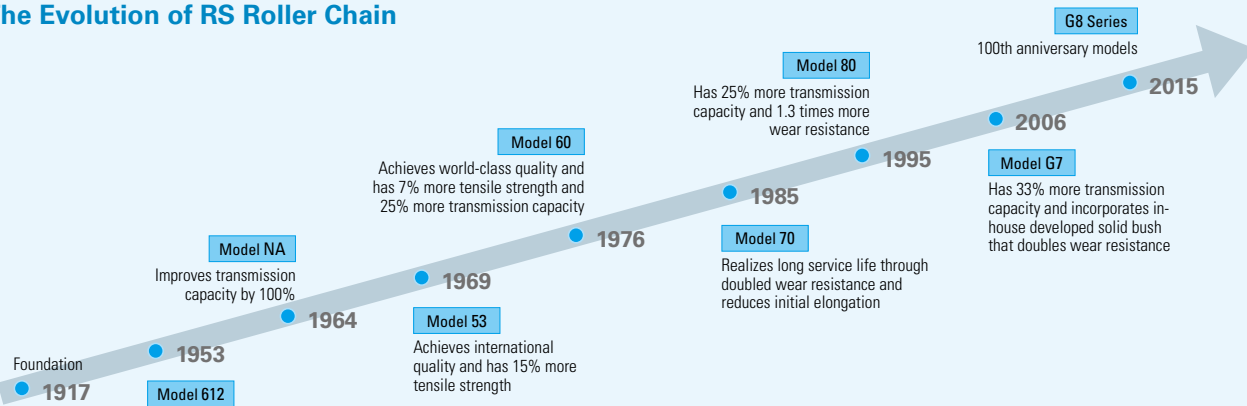 The Evolution of RS Roller Chain
Foundation
1917
1953
Model 612
Model NA
Improves transmission
capacity by 100%
1964
1969
Model 53
Achieves international
quality and has 15% more
tensile strength
Model 60
Achieves world-class quality and
has 7% more tensile strength and
25% more transmission capacity
1976
1985
Model 70
Realizes long service life through
doubled wear resistance and
reduces initial elongation
Model 80
Has 25% more transmission
capacity and 1.3 times more
wear resistance
1995
2006
Model G7
Has 33% more transmission
capacity and incorporates in-
house developed solid bush
that doubles wear resistance
G8 Series
100th anniversary models
2015